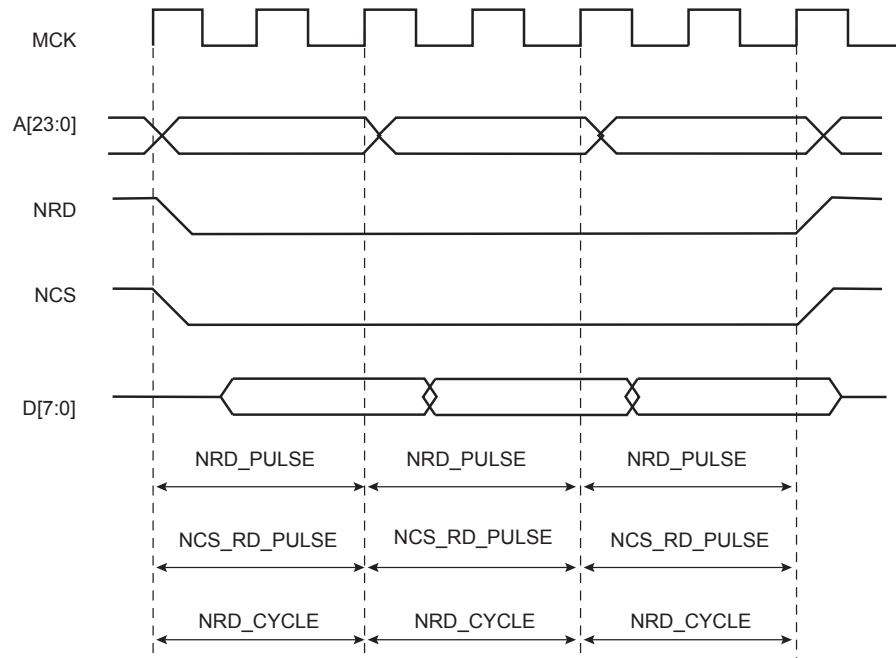 MCK
A[23:0]
NRD
NCS
D[7:0]
NRD_PULSE NRD_PULSE NRD_PULSE
NCS_RD_PULSE NCS_RD_PULSE NCS_RD_PULSE
NRD_CYCLE NRD_CYCLE NRD_CYCLE